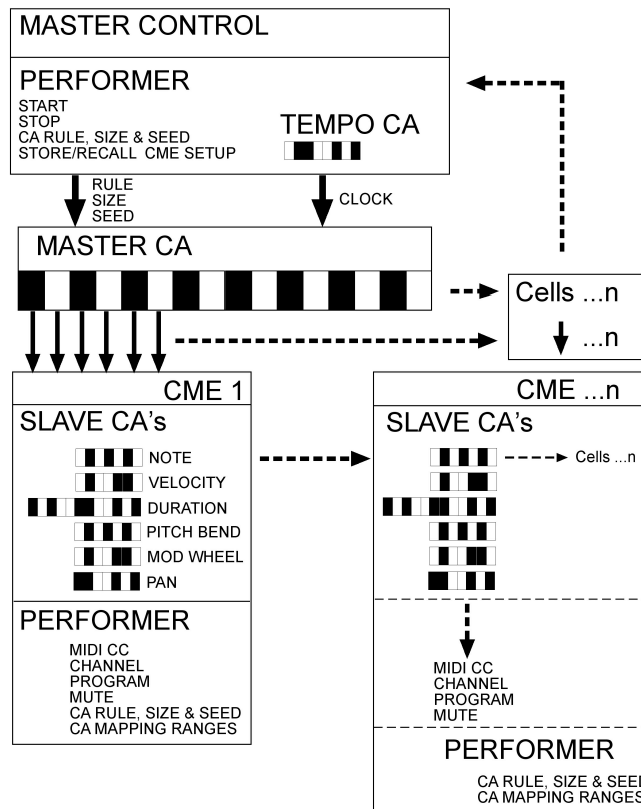 MASTER CONTROL
PERFORMER
START
STOP
CA RULE, SIZE & SEED
STORE/RECALL CME SETUP
TEMPO CA
RULE
SIZE
SEED
CLOCK
MASTER CA
Cells ...n
...n
CME 1
SLAVE CA's
NOTE
VELOCITY
DURATION
PITCH BEND
MOD WHEEL
PAN
PERFORMER
MIDI CC
CHANNEL
PROGRAM
MUTE
CA RULE, SIZE & SEED
CA MAPPING RANGES
CME ...n
SLAVE CA's
Cells ...n
MIDI CC
CHANNEL
PROGRAM
MUTE
PERFORMER
CA RULE, SIZE & SEED
CA MAPPING RANGES